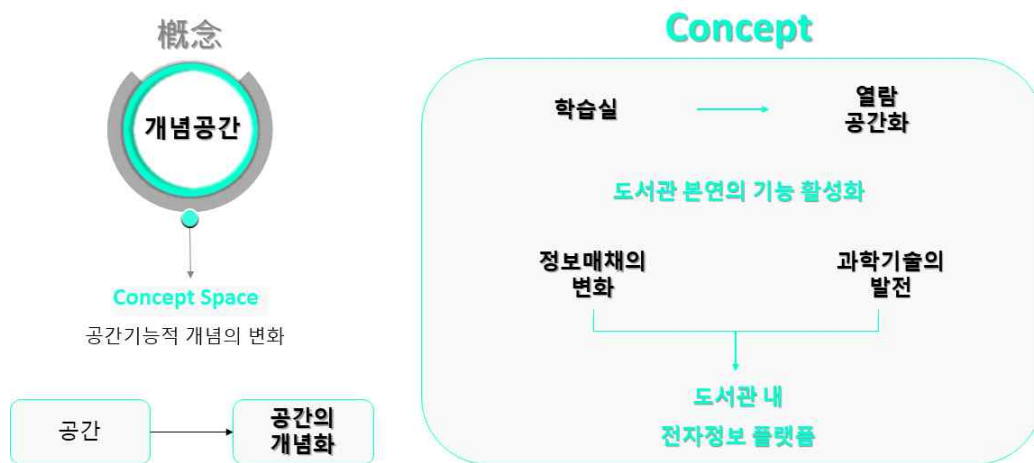 概念
개념공간
Concept Space
공간기능적 개념의 변화
공간
공간의
개념화
Concept
학습실
열람
공간화
도서관 본연의 기능 활성화
정보매채의
변화
과학기술의
발전
도서관 내
전자정보 플랫폼